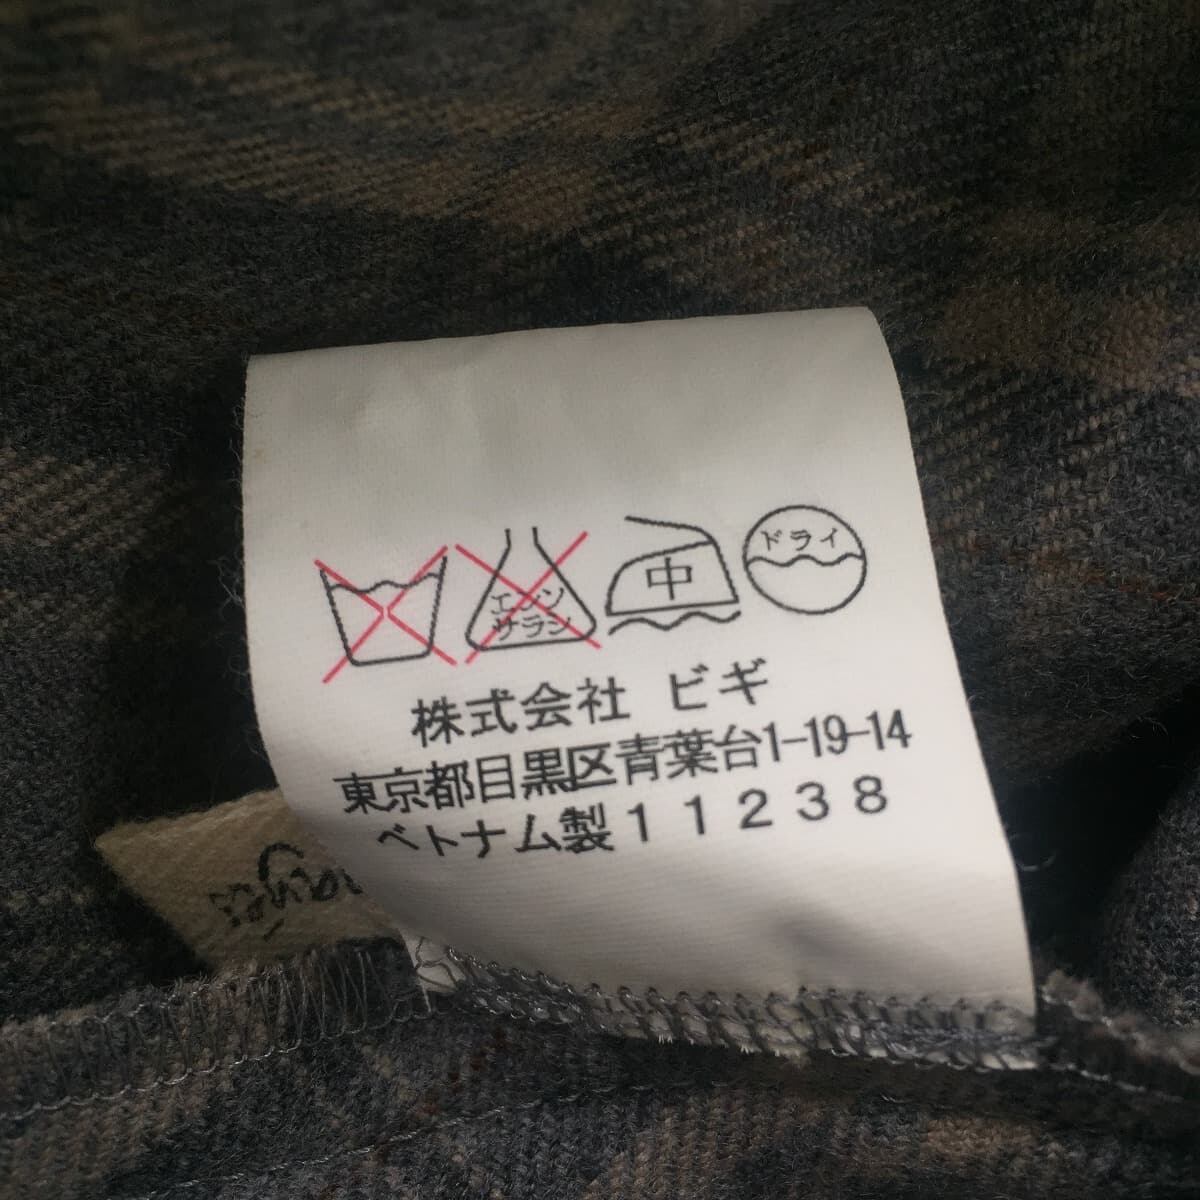 エンソ
サラシ
中
ドライ
株式会社 ビギ
東京都目黒区青葉台1-19-14
ベトナム製11238